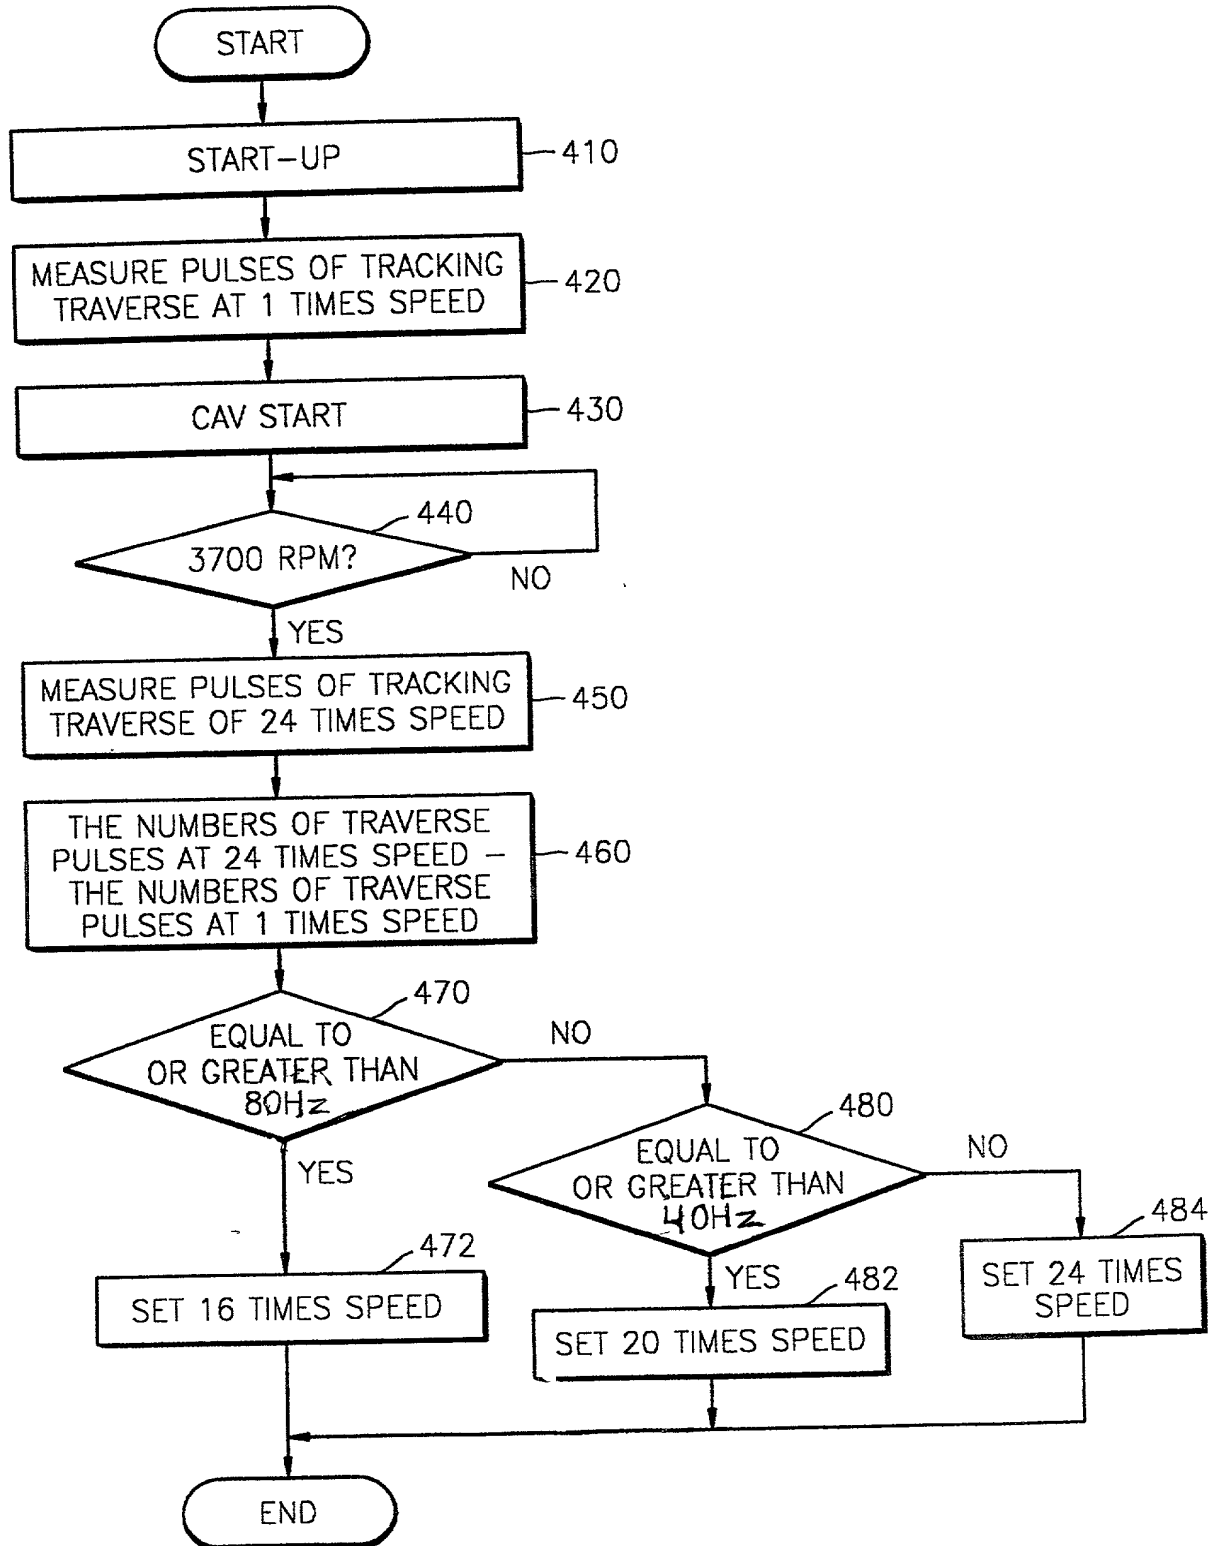 START
START-UP
410
MEASURE PULSES OF TRACKING
TRAVERSE AT 1 TIMES SPEED
420
CAV START
430
440
3700 RPM?
NO
YES
MEASURE PULSES OF TRACKING
TRAVERSE OF 24 TIMES SPEED
450
THE NUMBERS OF TRAVERSE
PULSES AT 24 TIMES SPEED –
THE NUMBERS OF TRAVERSE
PULSES AT 1 TIMES SPEED
460
470
EQUAL TO
OR GREATER THAN
80Hz
NO
YES
480
EQUAL TO
OR GREATER THAN
40Hz
NO
YES
472
SET 16 TIMES SPEED
482
SET 20 TIMES SPEED
484
SET 24 TIMES
SPEED
END